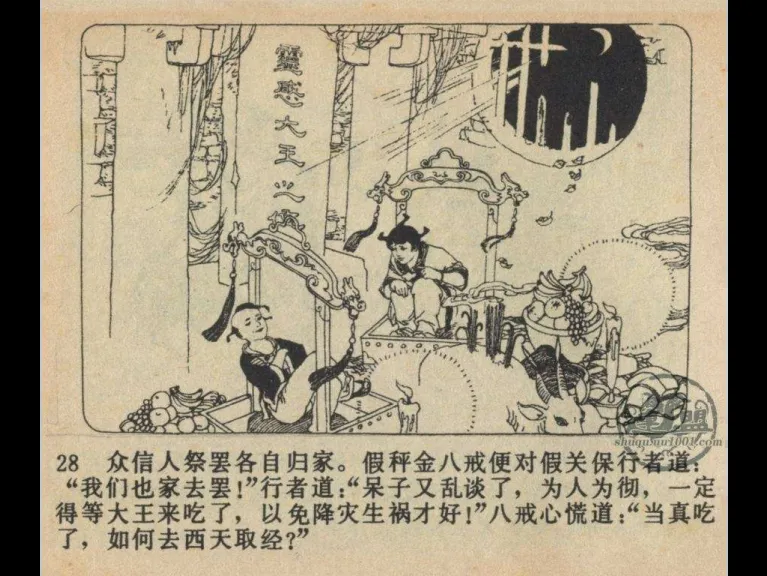 靈感大王之位
28 众信人祭罢各自归家。假秤金八戒便对假关保行者道：
“我们也家去罢！”行者道：“呆子又乱谈了，为人为彻，一定
得等大王来吃了，以免降灾生祸才好！”八戒心慌道：“当真吃
了，如何去西天取经？”
shuqumu1001.com